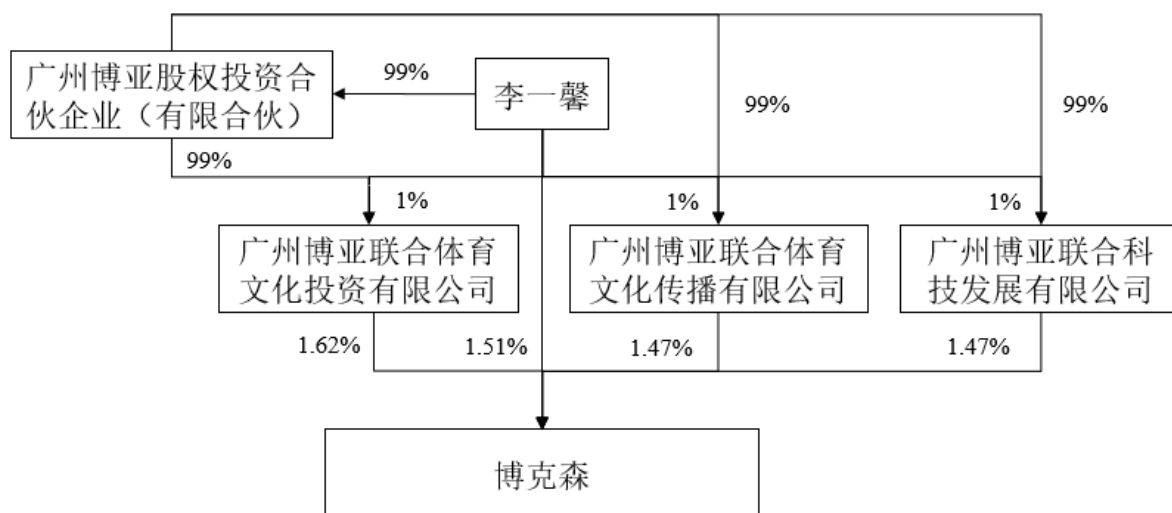 广州博亚股权投资合
伙企业（有限合伙）
99%
李一馨
99%
99%
99%
1%
1%
1%
广州博亚联合体育
文化投资有限公司
广州博亚联合体育
文化传播有限公司
广州博亚联合科
技发展有限公司
1.62%
1.51%
1.47%
1.47%
博克森